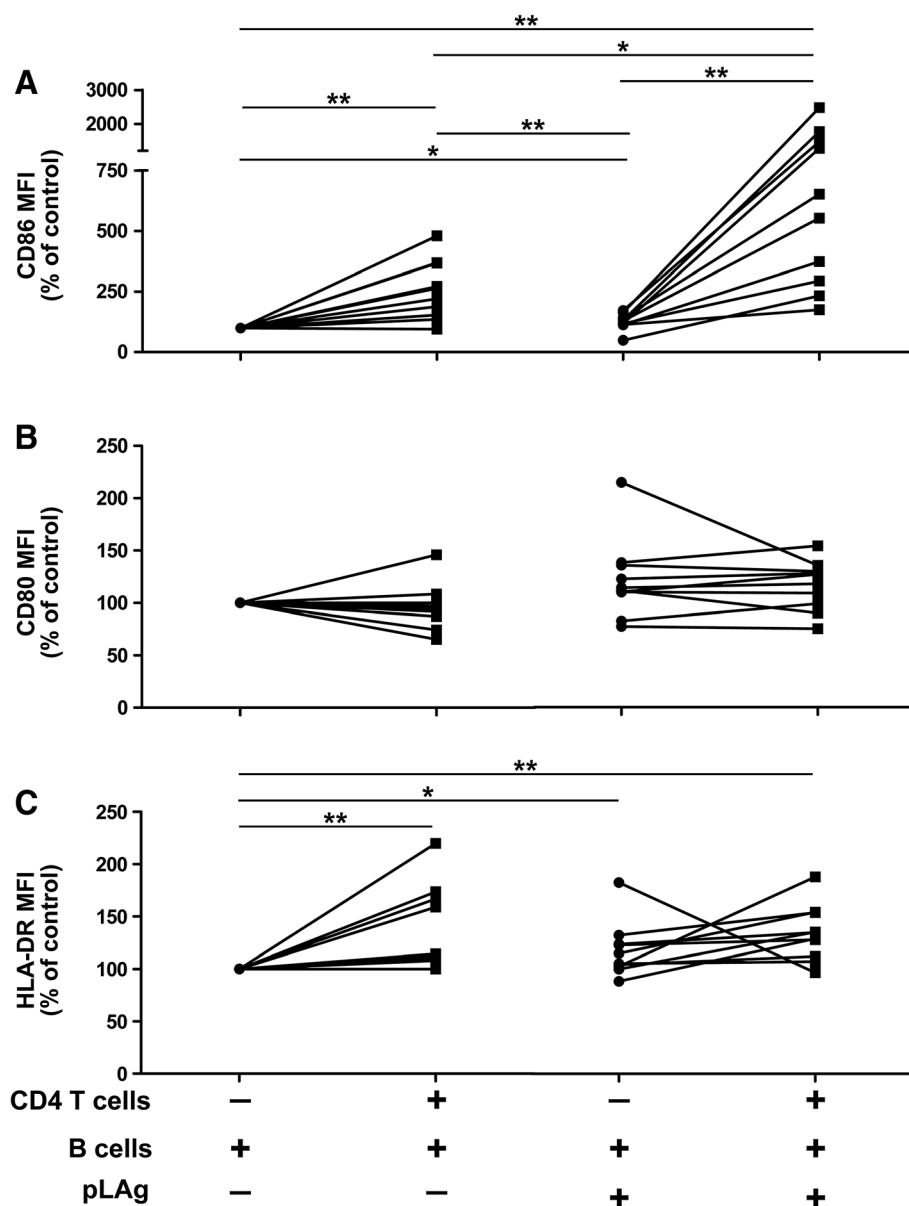 **
*
A
**
3000
**
2000
**
*
750
500
250
0
CD86 MFI
(% of control)
B
250
200
150
100
50
0
CD80 MFI
(% of control)
**
C
*
**
250
200
150
100
50
0
HLA-DR MFI
(% of control)
CD4 T cells − + − +
B cells + + + +
pLAg − − + +